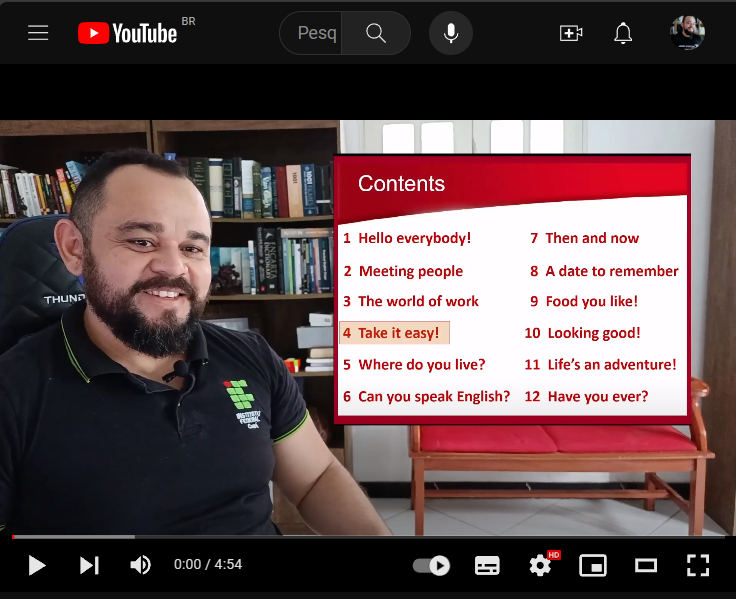 YouTube BR
Pesq
Contents
1 Hello everybody!
2 Meeting people
3 The world of work
4 Take it easy!
5 Where do you live?
6 Can you speak English?
7 Then and now
8 A date to remember
9 Food you like!
10 Looking good!
11 Life's an adventure!
12 Have you ever?
THUND
ENCARTA
DICTIONARY
1001
INSTITUTO
FEDERAL
Ceará
0:00 / 4:54
HD